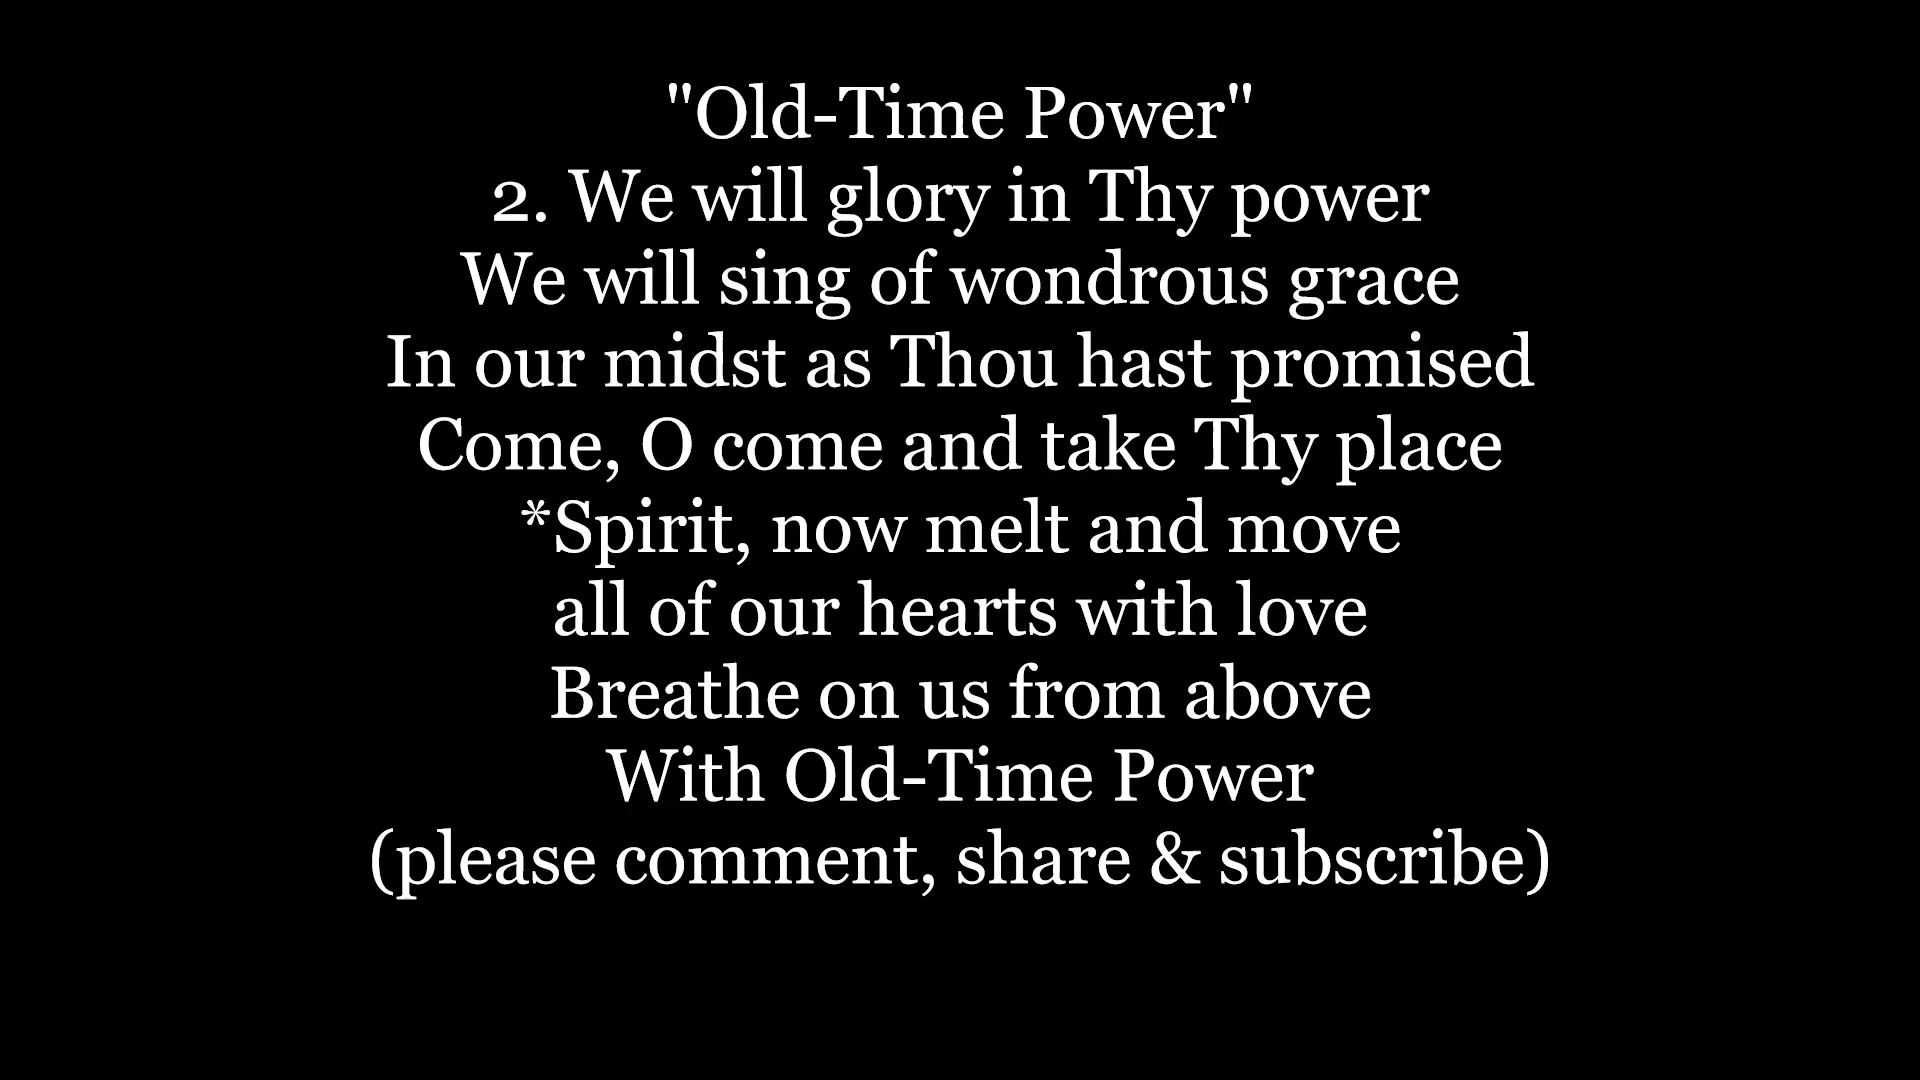 "Old-Time Power"
2. We will glory in Thy power
We will sing of wondrous grace
In our midst as Thou hast promised
Come, O come and take Thy place
*Spirit, now melt and move
all of our hearts with love
Breathe on us from above
With Old-Time Power
(please comment, share & subscribe)